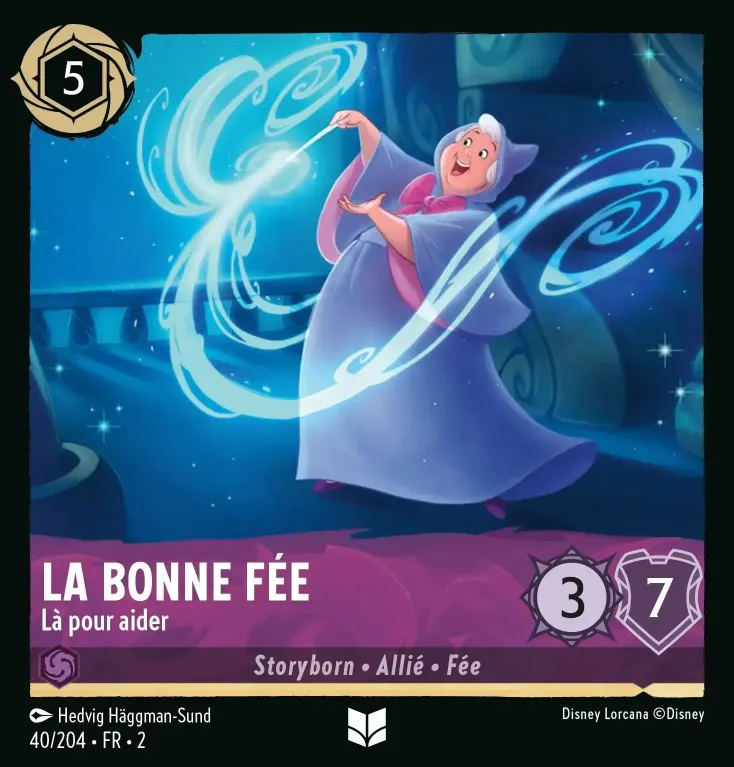 5
LA BONNE FÉE
Là pour aider
3
7
Storyborn • Allié • Fée
Hedvig Häggman-Sund
Disney Lorcana ©Disney
40/204 • FR • 2